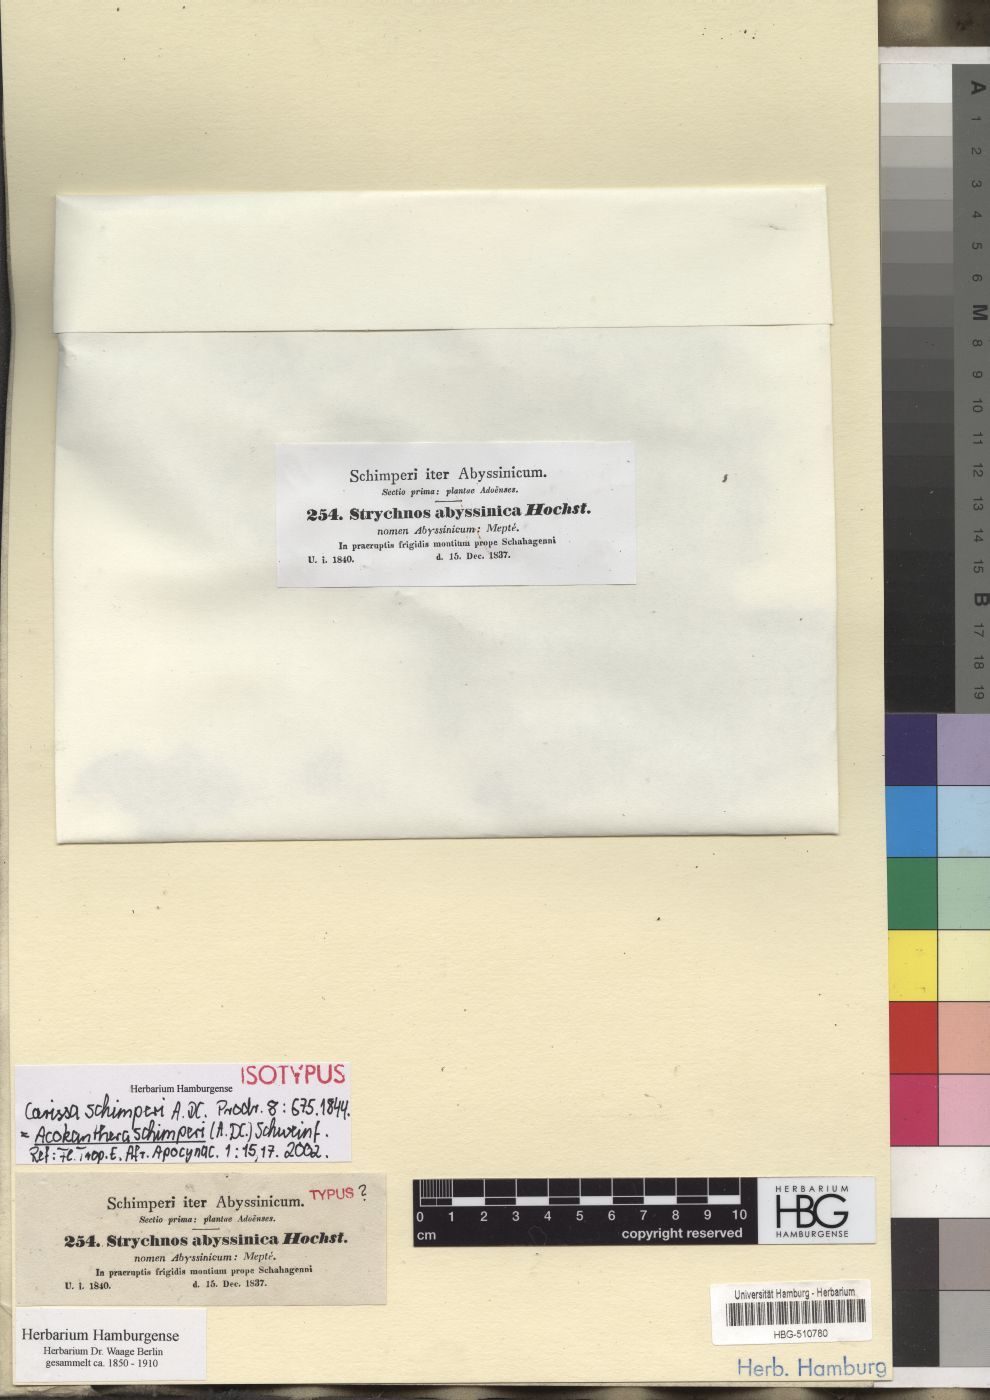 Schimperi iter Abyssinicum.
Sectio prima: plantae Adoënses.
254. Strychnos abyssinica Hochst.
nomen Abyssinicum: Mepté.
In praeruptis frigidis montium prope Schahagenni
U. i. 1840. d. 15. Dec. 1837.
ISOTYPUS
Herbarium Hamburgense
Carissa schimperi A.DC. Prodr. 8: 675. 1844.
= Acokanthera schimperi (A.DC.) Schweinf.
Ref: Fl. Trop. E. Afr. Apocynac. 1: 15, 17. 2002.
Schimperi iter Abyssinicum. TYPUS ?
Sectio prima: plantae Adoënses.
254. Strychnos abyssinica Hochst.
nomen Abyssinicum: Mepté.
In praeruptis frigidis montium prope Schahagenni
U. i. 1840. d. 15. Dec. 1837.
Herbarium Hamburgense
Herbarium Dr. Waage Berlin
gesammelt ca. 1850 - 1910
0 1 2 3 4 5 6 7 8 9 10
cm copyright reserved
HERBARIUM
HBG
HAMBURGENSE
Universität Hamburg - Herbarium
HBG-510780
Herb. Hamburg
A
1
2
3
4
5
6
M
8
9
10
11
12
13
14
15
B
17
18
19